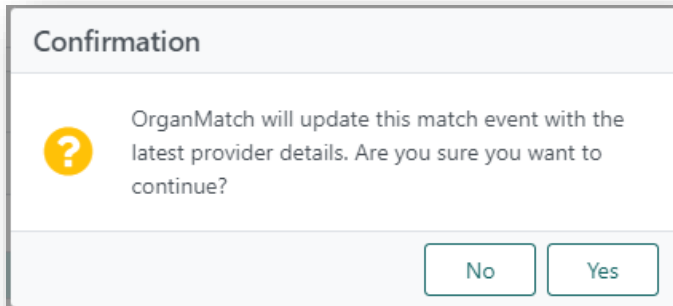 Confirmation
OrganMatch will update this match event with the
latest provider details. Are you sure you want to
continue?
No Yes